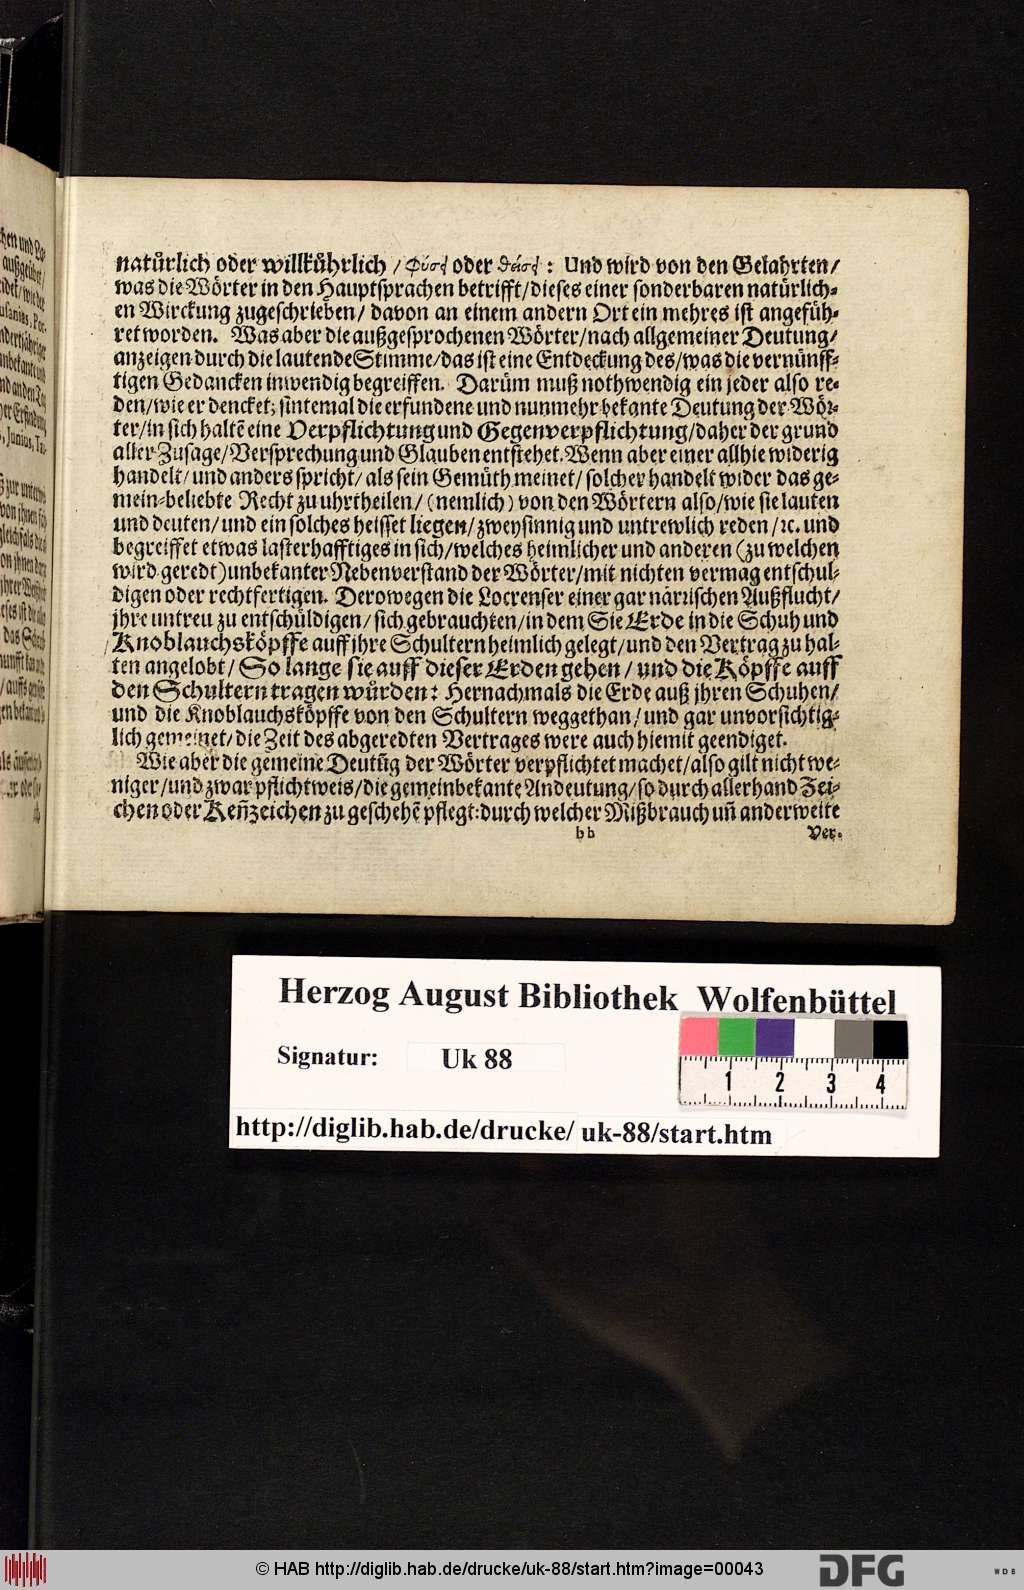 natürlich oder willkührlich / φύσει oder θέσει: Und wird von den Gelahrten/
was die Wörter in den Hauptsprachen betrifft/dieses einer sonderbaren natürlich-
en Wirckung zugeschrieben/ davon an einem andern Ort ein mehres ist angefüh-
ret worden. Was aber die außgesprochenen Wörter/nach allgemeiner Deutung/
anzeigen durch die lautende Stimme/das ist eine Entdeckung des/was die vernünff-
tigen Gedancken inwendig begreiffen. Darüm muß nothwendig ein jeder also re-
den/wie er dencket; sintemal die erfundene und nunmehr bekante Deutung der Wör-
ter/in sich haltē eine Verpflichtung und Gegenverpflichtung/daher der grund
aller Zusage/Versprechung und Glauben entstehet. Wenn aber einer allhie widerig
handelt/und anders spricht/als sein Gemüth meinet/solcher handelt wider das ge-
mein-beliebte Recht zu uhrtheilen/(nemlich) von den Wörtern also/wie sie lauten
und deuten/und ein solches heisset liegen/zweysinnig und untrewlich reden/ꝛc. und
begreiffet etwas lasterhafftiges in sich/welches heimlicher und anderen (zu welchen
wird geredt) unbekanter Nebenverstand der Wörter/mit nichten vermag entschul-
digen oder rechtfertigen. Derowegen die Locrenser einer gar närrischen Außflucht/
jhre untreu zu entschüldigen/sich gebrauchten/in dem Sie Erde in die Schuh und
Knoblauchsköpffe auff jhre Schultern heimlich gelegt/und den Vertrag zu hal-
ten angelobt/ So lange sie auff dieser Erden gehen/und die Köpffe auff
den Schultern tragen würden: Hernachmals die Erde auß jhren Schuhen/
und die Knoblauchsköpffe von den Schultern weggethan/und gar unvorsichtig-
lich gemeinet/die Zeit des abgeredten Vertrages were auch hiemit geendiget.
Wie aber die gemeine Deutūg der Wörter verpflichtet machet/also gilt nicht we-
niger/und zwar pflichtweis/die gemeinbekante Andeutung/so durch allerhand Zei-
chen oder Keñzeichen zu geschehē pflegt: durch welcher Mißbrauch uñ anderweite
bb Ver-
Herzog August Bibliothek Wolfenbüttel
Signatur: Uk 88
1 2 3 4
http://diglib.hab.de/drucke/ uk-88/start.htm
© HAB http://diglib.hab.de/drucke/uk-88/start.htm?image=00043
DFG
WDB